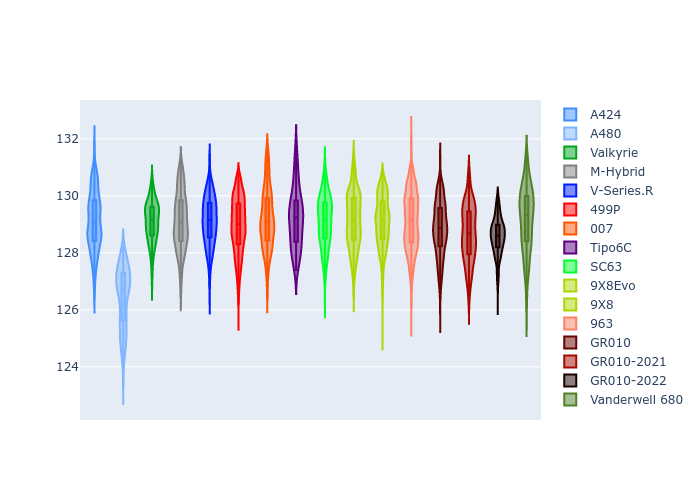 132
130
128
126
124
A424
A480
Valkyrie
M-Hybrid
V-Series.R
499P
007
Tipo6C
SC63
9X8Evo
9X8
963
GR010
GR010-2021
GR010-2022
Vanderwell 680